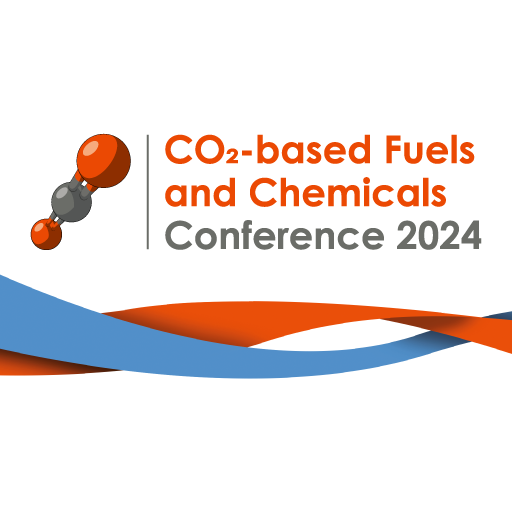 CO₂-based Fuels
and Chemicals
Conference 2024